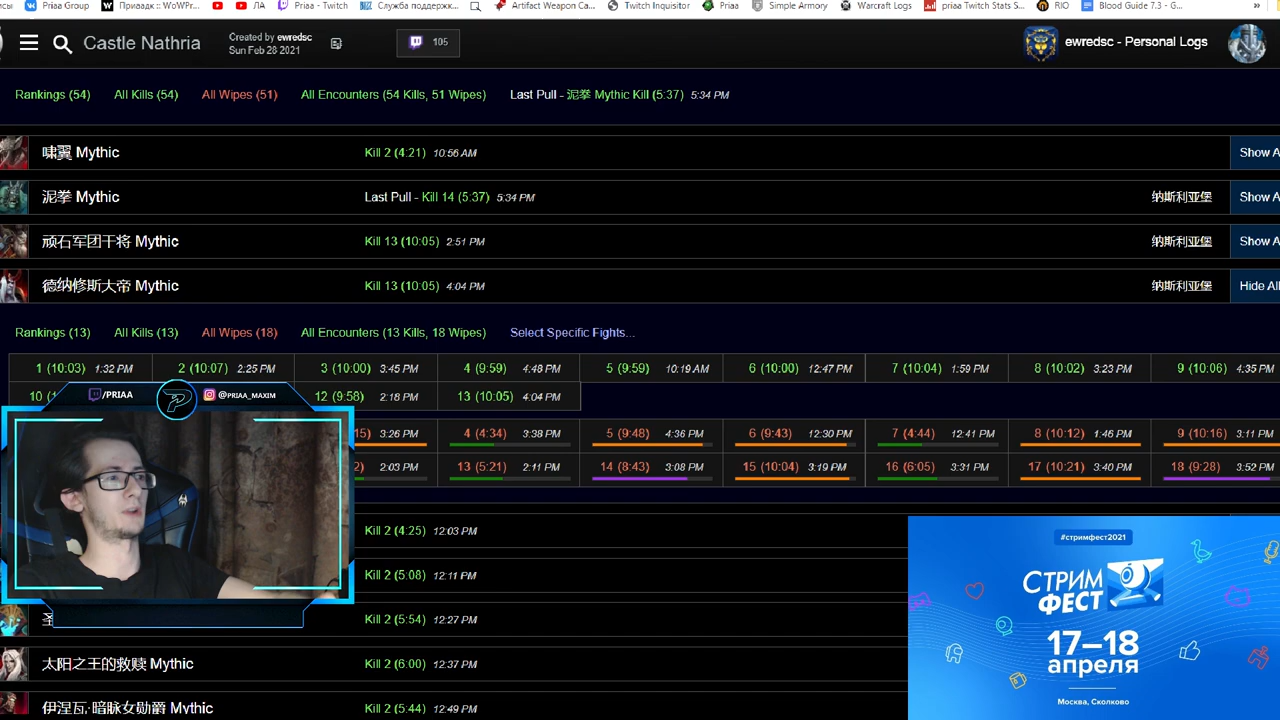 Priaa Group
Приаадк :: WoWPr...
ЛА
Priaa - Twitch
Служба поддержк...
Artifact Weapon Ca...
Twitch Inquisitor
Priaa
Simple Armory
Warcraft Logs
priaa Twitch Stats S...
RIO
Blood Guide 7.3 - G...
»
Castle Nathria
Created by ewredsc
Sun Feb 28 2021
105
ewredsc - Personal Logs
Rankings (54) All Kills (54) All Wipes (51) All Encounters (54 Kills, 51 Wipes) Last Pull - 泥拳 Mythic Kill (5:37) 5:34 PM
啸翼 Mythic Kill 2 (4:21) 10:56 AM Show A
泥拳 Mythic Last Pull - Kill 14 (5:37) 5:34 PM 纳斯利亚堡 Show A
顽石军团干将 Mythic Kill 13 (10:05) 2:51 PM 纳斯利亚堡 Show A
德纳修斯大帝 Mythic Kill 13 (10:05) 4:04 PM 纳斯利亚堡 Hide All
Rankings (13) All Kills (13) All Wipes (18) All Encounters (13 Kills, 18 Wipes) Select Specific Fights...
1 (10:03) 1:32 PM 2 (10:07) 2:25 PM 3 (10:00) 3:45 PM 4 (9:59) 4:48 PM 5 (9:59) 10:19 AM 6 (10:00) 12:47 PM 7 (10:04) 1:59 PM 8 (10:02) 3:23 PM 9 (10:06) 4:35 PM
10 12 (9:58) 2:18 PM 13 (10:05) 4:04 PM
/PRIAA @PRIAA_MAXIM
15) 3:26 PM 4 (4:34) 3:38 PM 5 (9:48) 4:36 PM 6 (9:43) 12:30 PM 7 (4:44) 12:41 PM 8 (10:12) 1:46 PM 9 (10:16) 3:11 PM
2) 2:03 PM 13 (5:21) 2:11 PM 14 (8:43) 3:08 PM 15 (10:04) 3:19 PM 16 (6:05) 3:31 PM 17 (10:21) 3:40 PM 18 (9:28) 3:52 PM
Kill 2 (4:25) 12:03 PM
Kill 2 (5:08) 12:11 PM
Kill 2 (5:54) 12:27 PM
太阳之王的救赎 Mythic Kill 2 (6:00) 12:37 PM
伊涅瓦·暗脉女勋爵 Mythic Kill 2 (5:44) 12:49 PM
#стримфест2021
СТРИМ
ФЕСТ
17–18
апреля
Москва, Сколково